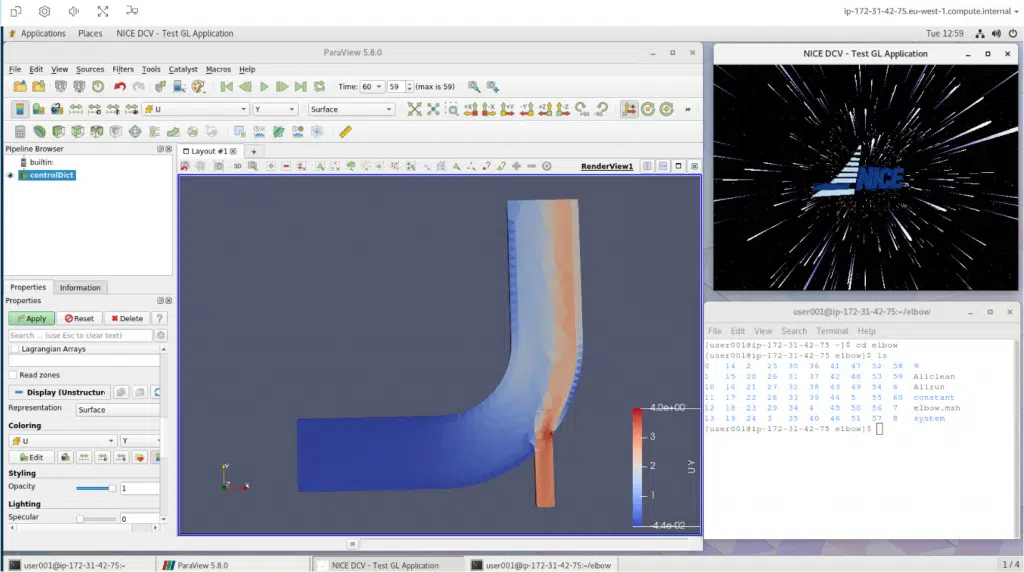 ip-172-31-42-75.eu-west-1.compute.internal
Applications Places NICE DCV - Test GL Application Tue 12:59
ParaView 5.8.0
File Edit View Sources Filters Tools Catalyst Macros Help
Time: 60 59 (max is 59)
U Y Surface
Pipeline Browser
builtin:
controlDict
Layout #1
3D RenderView1
Properties Information
Properties
Apply Reset Delete ?
Search ... (use Esc to clear text)
Lagrangian Arrays
Read zones
Display (Unstructur
Representation Surface
Coloring
U Y
Edit
Styling
Opacity 1
Lighting
Specular 0
Y
Z X
4.0e+00
3
2
1
-4.4e-02
U Y
NICE DCV - Test GL Application
NICE
user001@ip-172-31-42-75:~/elbow
File Edit View Search Terminal Help
[user001@ip-172-31-42-75 ~]$ cd elbow
[user001@ip-172-31-42-75 elbow]$ ls
0 14 2 25 30 36 41 47 52 58 9
1 15 20 26 31 37 42 48 53 59 Allclean
10 16 21 27 32 38 43 49 54 6 Allrun
11 17 22 28 33 39 44 5 55 60 constant
12 18 23 29 34 4 45 50 56 7 elbow.msh
13 19 24 3 35 40 46 51 57 8 system
[user001@ip-172-31-42-75 elbow]$
user001@ip-172-31-42-75:~ ParaView 5.8.0 NICE DCV - Test GL Application user001@ip-172-31-42-75:~/elbow 1 / 4